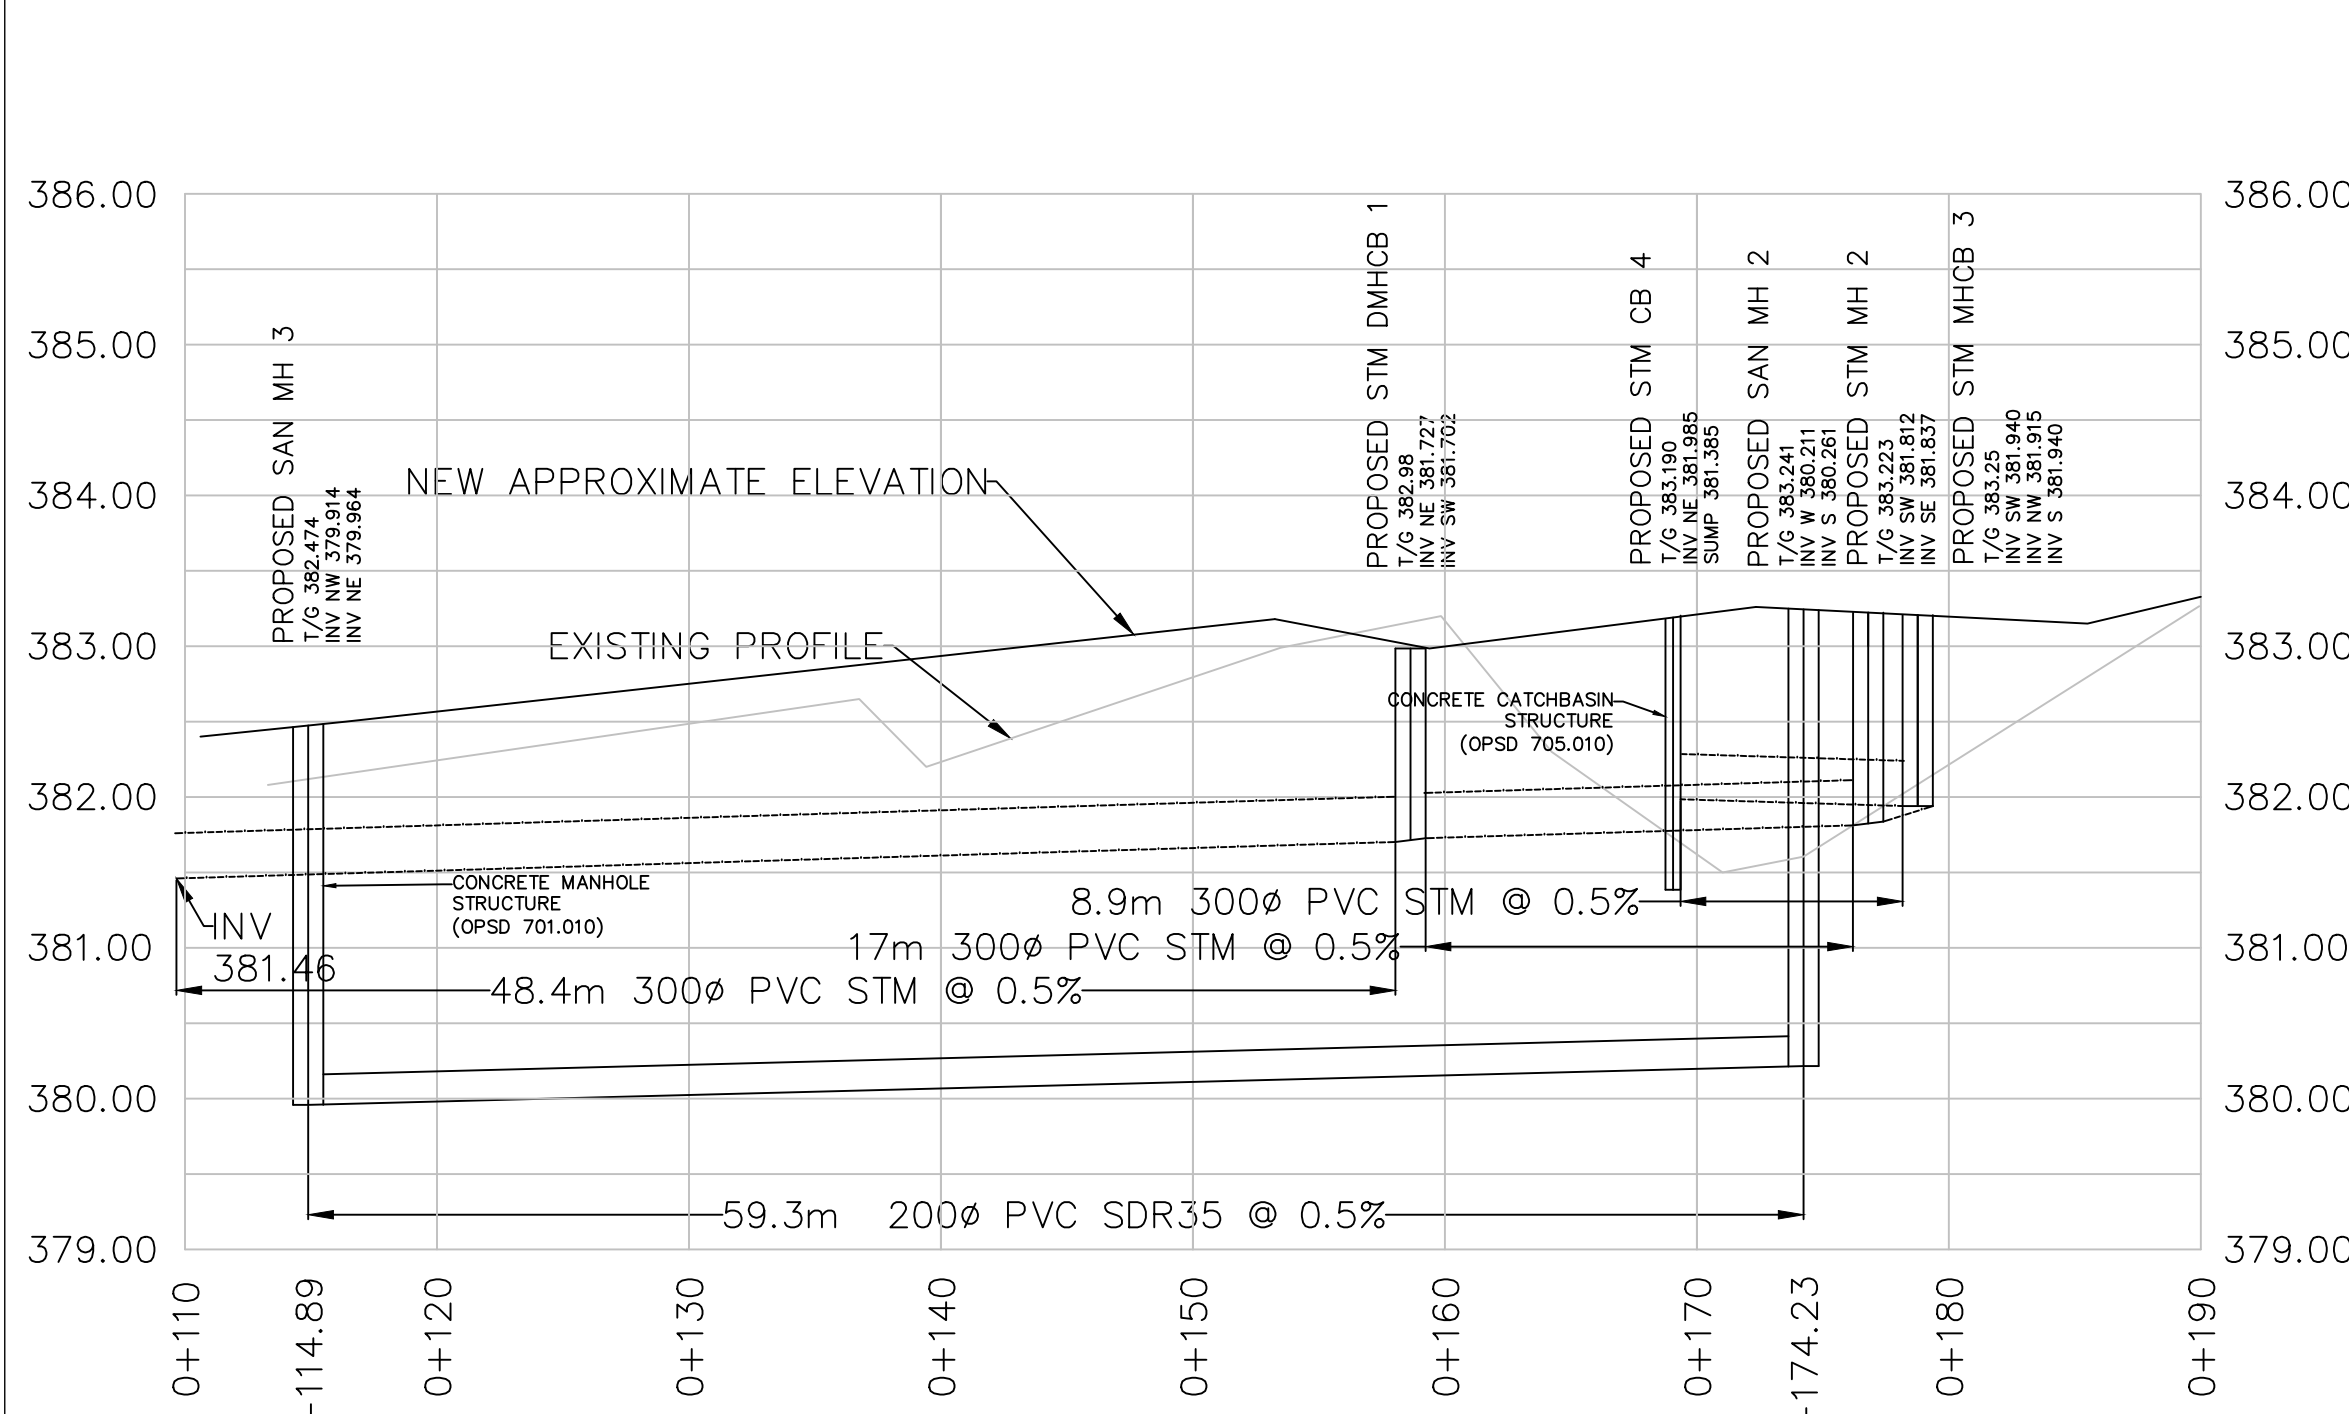 386.00
385.00
384.00
383.00
382.00
381.00
380.00
379.00
386.00
385.00
384.00
383.00
382.00
381.00
380.00
379.00
PROPOSED SAN MH 3
T/G 382.474
INV NW 379.914
INV NE 379.964
NEW APPROXIMATE ELEVATION
EXISTING PROFILE
PROPOSED STM DMHCB 1
T/G 382.98
INV NE 381.727
INV SW 381.702
PROPOSED STM CB 4
T/G 383.190
INV NE 381.985
SUMP 381.385
PROPOSED SAN MH 2
T/G 383.241
INV W 380.211
INV S 380.261
PROPOSED STM MH 2
T/G 383.223
INV SW 381.812
INV SE 381.837
PROPOSED STM MHCB 3
T/G 383.25
INV SW 381.940
INV NW 381.915
INV S 381.940
CONCRETE CATCHBASIN
STRUCTURE
(OPSD 705.010)
CONCRETE MANHOLE
STRUCTURE
(OPSD 701.010)
INV
381.46
8.9m 300ø PVC STM @ 0.5%
17m 300ø PVC STM @ 0.5%
48.4m 300ø PVC STM @ 0.5%
59.3m 200ø PVC SDR35 @ 0.5%
0+110
114.89
0+120
0+130
0+140
0+150
0+160
0+170
174.23
0+180
0+190